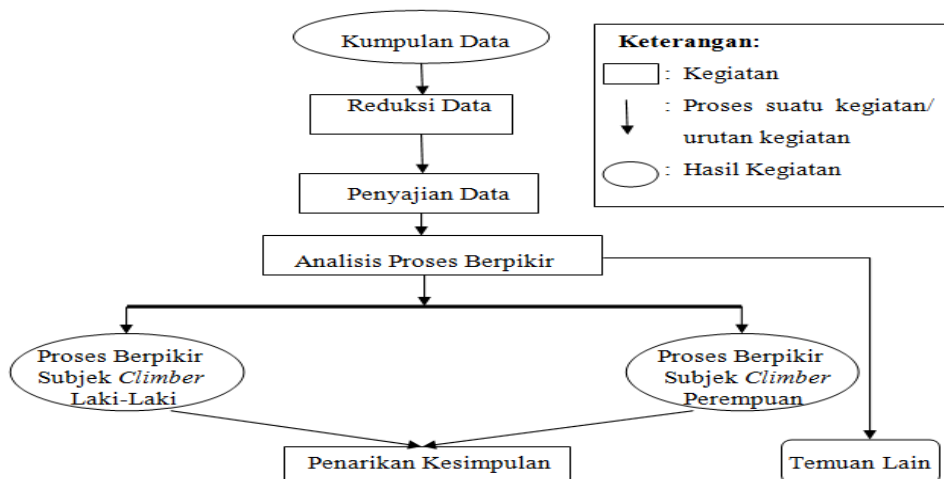 Kumpulan Data
Reduksi Data
Penyajian Data
Analisis Proses Berpikir
Proses Berpikir
Subjek Climber
Laki-Laki
Proses Berpikir
Subjek Climber
Perempuan
Penarikan Kesimpulan
Temuan Lain
Keterangan:
: Kegiatan
: Proses suatu kegiatan/
urutan kegiatan
: Hasil Kegiatan